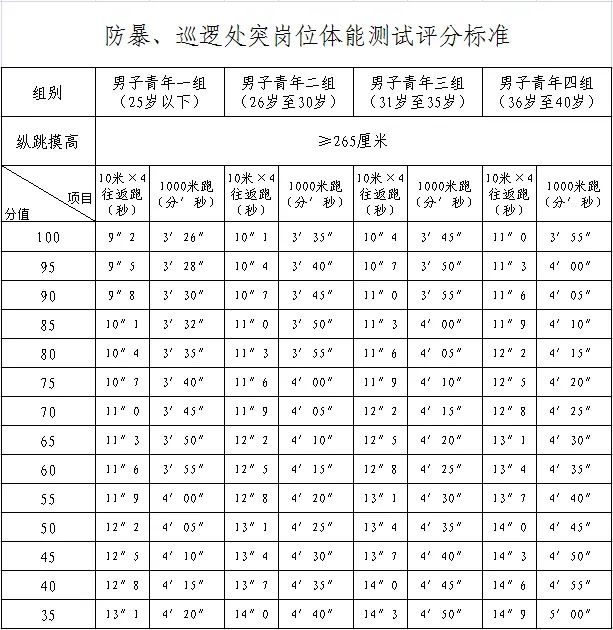 防暴、巡逻处突岗位体能测试评分标准
组别 男子青年一组（25岁以下） 男子青年二组（26岁至30岁） 男子青年三组（31岁至35岁） 男子青年四组（36岁至40岁）
纵跳摸高 ≥265厘米
分值 项目 10米×4往返跑（秒） 1000米跑（分′秒） 10米×4往返跑（秒） 1000米跑（分′秒） 10米×4往返跑（秒） 1000米跑（分′秒） 10米×4往返跑（秒） 1000米跑（分′秒）
100 9″2 3′26″ 10″1 3′35″ 10″4 3′45″ 11″0 3′55″
95 9″5 3′28″ 10″4 3′40″ 10″7 3′50″ 11″3 4′00″
90 9″8 3′30″ 10″7 3′45″ 11″0 3′55″ 11″6 4′05″
85 10″1 3′32″ 11″0 3′50″ 11″3 4′00″ 11″9 4′10″
80 10″4 3′35″ 11″3 3′55″ 11″6 4′05″ 12″2 4′15″
75 10″7 3′40″ 11″6 4′00″ 11″9 4′10″ 12″5 4′20″
70 11″0 3′45″ 11″9 4′05″ 12″2 4′15″ 12″8 4′25″
65 11″3 3′50″ 12″2 4′10″ 12″5 4′20″ 13″1 4′30″
60 11″6 3′55″ 12″5 4′15″ 12″8 4′25″ 13″4 4′35″
55 11″9 4′00″ 12″8 4′20″ 13″1 4′30″ 13″7 4′40″
50 12″2 4′05″ 13″1 4′25″ 13″4 4′35″ 14″0 4′45″
45 12″5 4′10″ 13″4 4′30″ 13″7 4′40″ 14″3 4′50″
40 12″8 4′15″ 13″7 4′35″ 14″0 4′45″ 14″6 4′55″
35 13″1 4′20″ 14″0 4′40″ 14″3 4′50″ 14″9 5′00″